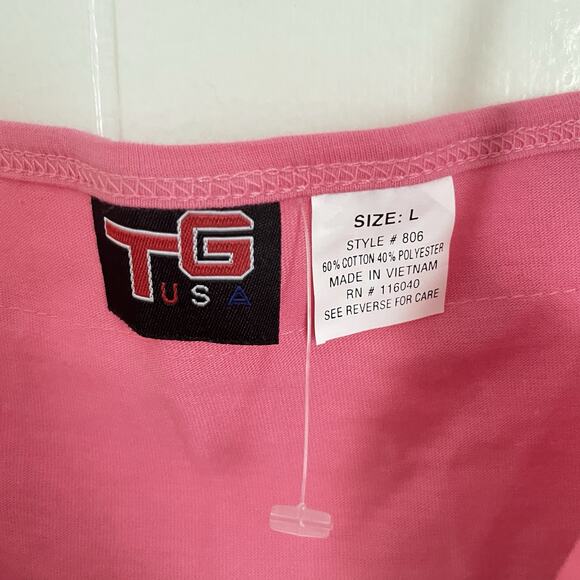 TG
USA
SIZE: L
STYLE # 806
60% COTTON 40% POLYESTER
MADE IN VIETNAM
RN # 116040
SEE REVERSE FOR CARE